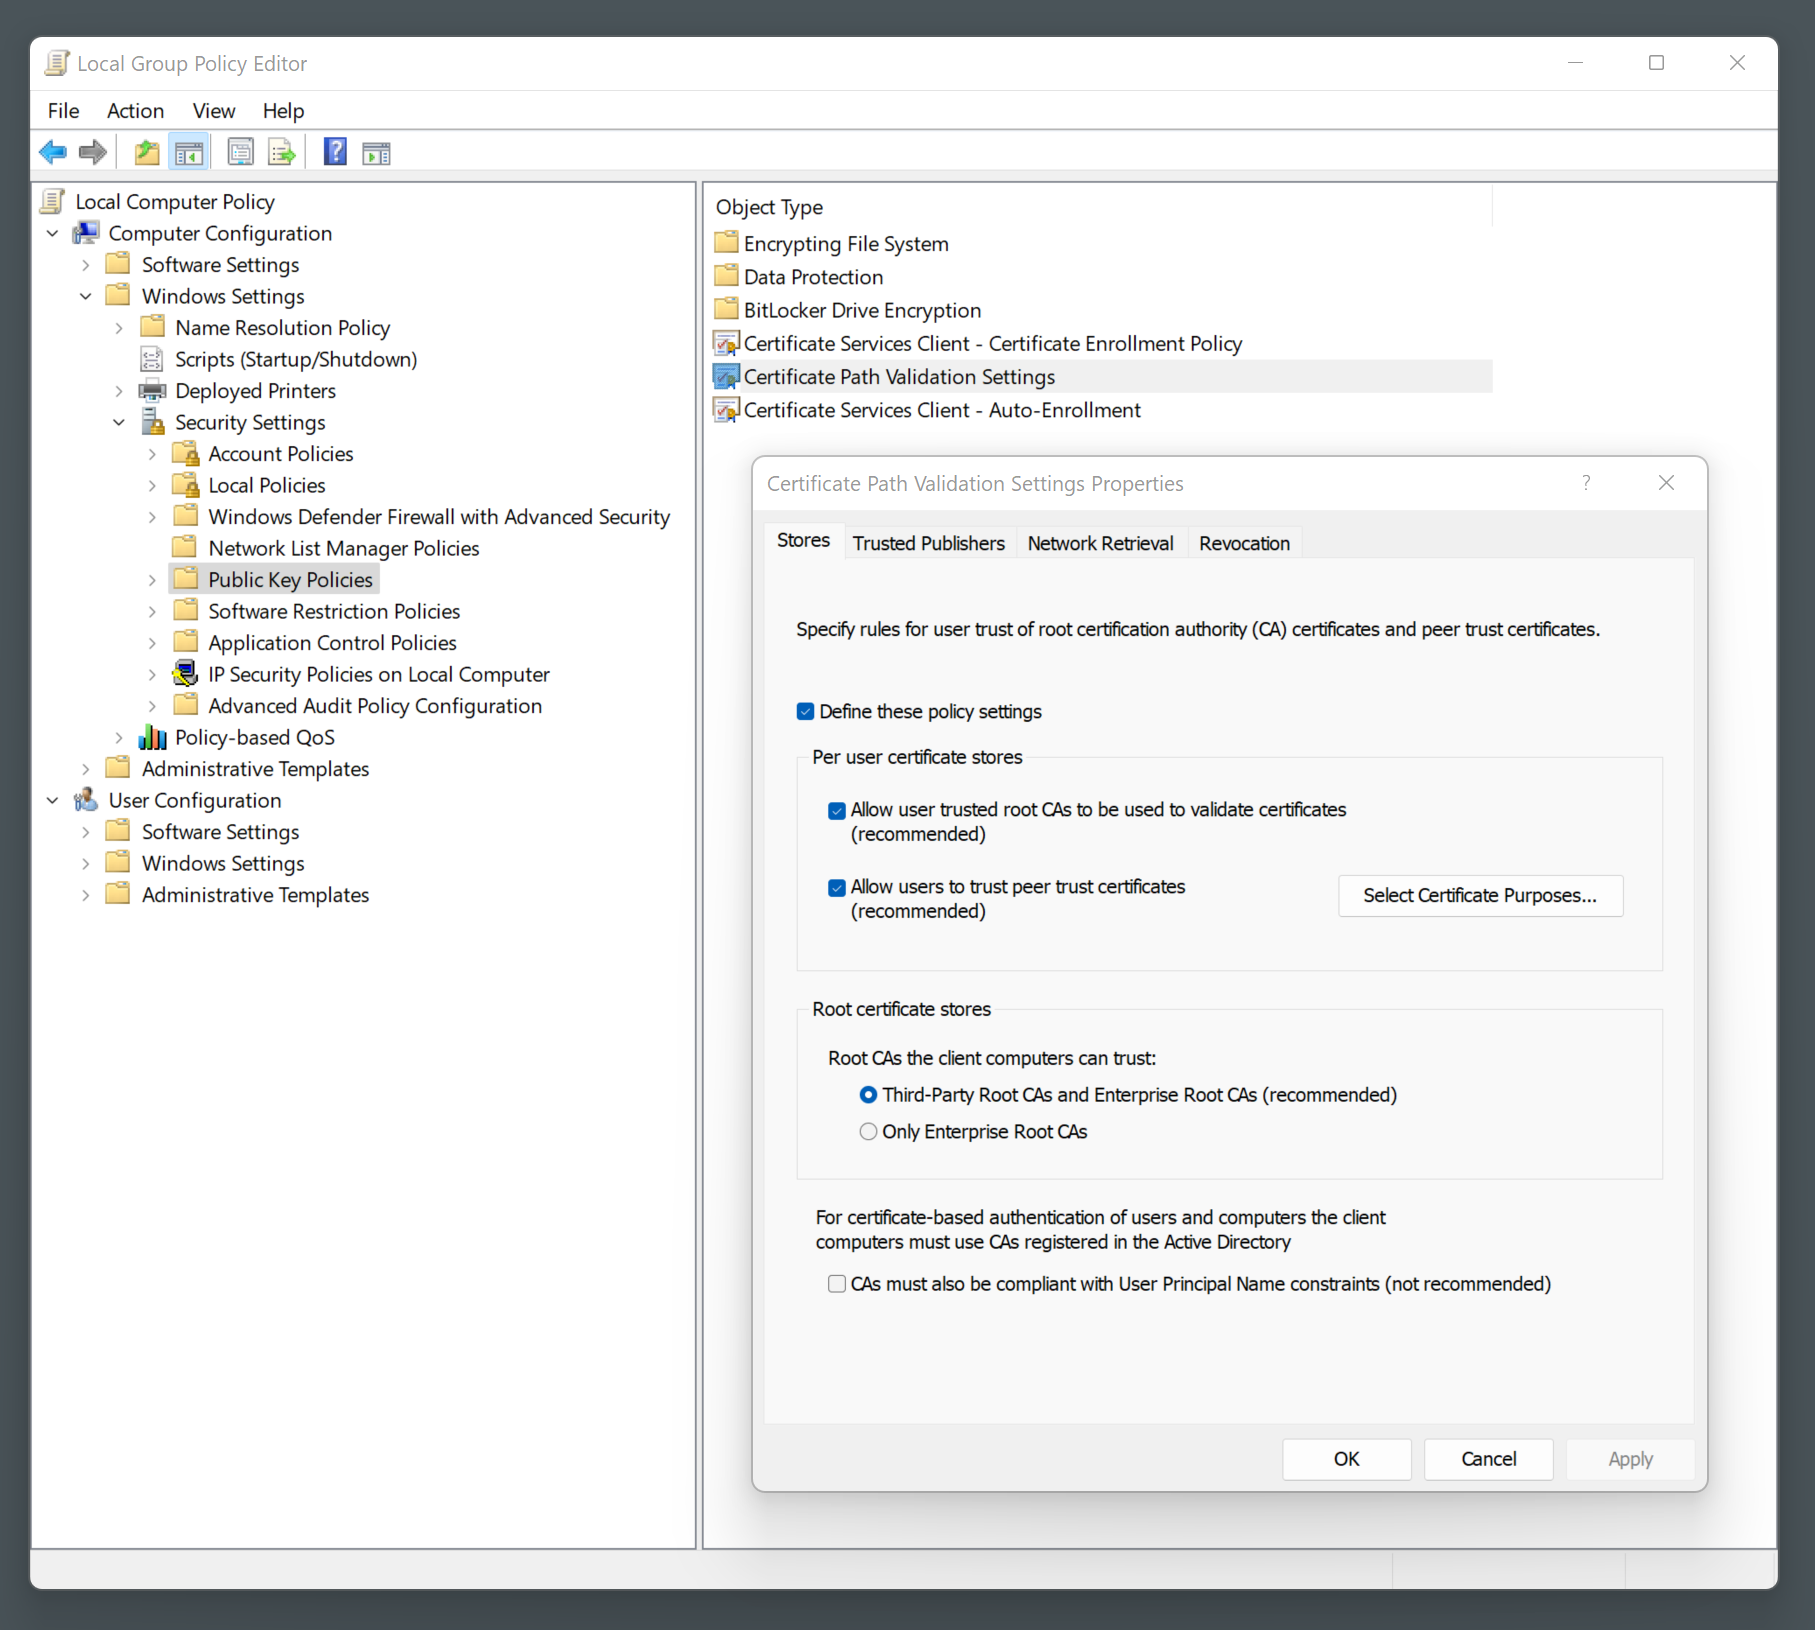 Local Group Policy Editor
File Action View Help
Local Computer Policy
Computer Configuration
Software Settings
Windows Settings
Name Resolution Policy
Scripts (Startup/Shutdown)
Deployed Printers
Security Settings
Account Policies
Local Policies
Windows Defender Firewall with Advanced Security
Network List Manager Policies
Public Key Policies
Software Restriction Policies
Application Control Policies
IP Security Policies on Local Computer
Advanced Audit Policy Configuration
Policy-based QoS
Administrative Templates
User Configuration
Software Settings
Windows Settings
Administrative Templates
Object Type
Encrypting File System
Data Protection
BitLocker Drive Encryption
Certificate Services Client - Certificate Enrollment Policy
Certificate Path Validation Settings
Certificate Services Client - Auto-Enrollment
Certificate Path Validation Settings Properties ?
Stores Trusted Publishers Network Retrieval Revocation
Specify rules for user trust of root certification authority (CA) certificates and peer trust certificates.
Define these policy settings
Per user certificate stores
Allow user trusted root CAs to be used to validate certificates
(recommended)
Allow users to trust peer trust certificates
(recommended)
Select Certificate Purposes...
Root certificate stores
Root CAs the client computers can trust:
Third-Party Root CAs and Enterprise Root CAs (recommended)
Only Enterprise Root CAs
For certificate-based authentication of users and computers the client
computers must use CAs registered in the Active Directory
CAs must also be compliant with User Principal Name constraints (not recommended)
OK Cancel Apply